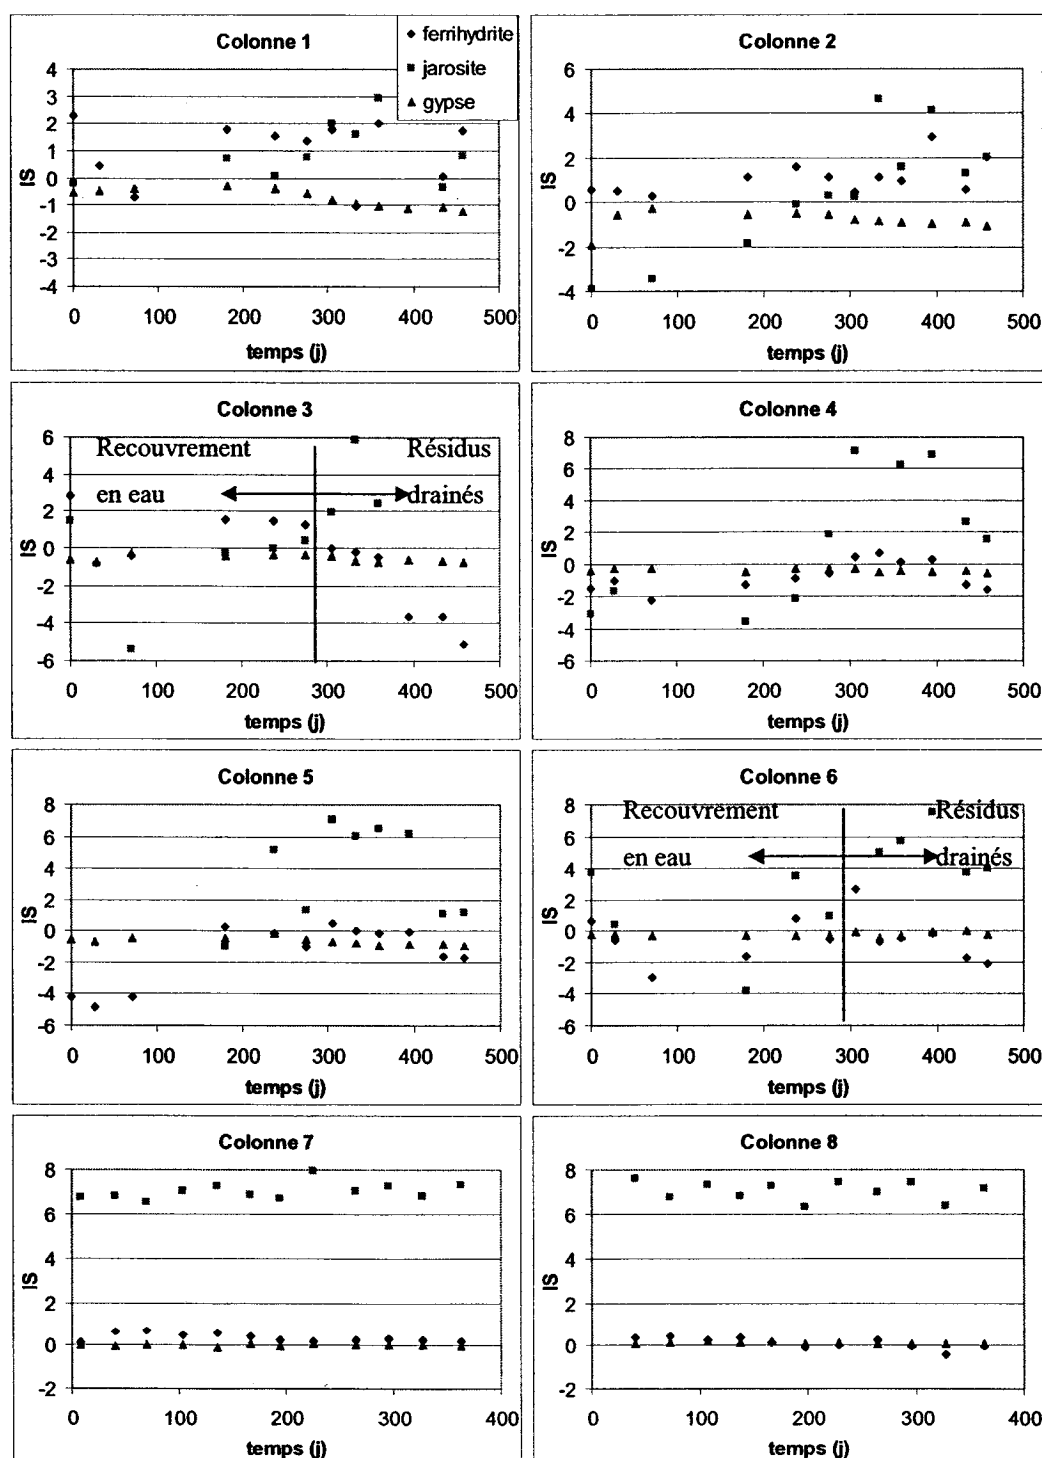 Colonne 1
ferrihydrite
jarosite
gypse
4
3
2
1
0
-1
-2
-3
-4
IS
0 100 200 300 400 500
temps (j)
Colonne 2
6
4
2
0
-2
-4
IS
0 100 200 300 400 500
temps (j)
Colonne 3
Recouvrement Résidus
en eau drainés
6
4
2
0
-2
-4
-6
IS
0 100 200 300 400 500
temps (j)
Colonne 4
8
6
4
2
0
-2
-4
-6
IS
0 100 200 300 400 500
temps (j)
Colonne 5
8
6
4
2
0
-2
-4
-6
IS
0 100 200 300 400 500
temps (j)
Colonne 6
Recouvrement Résidus
en eau drainés
8
6
4
2
0
-2
-4
-6
IS
0 100 200 300 400 500
temps (j)
Colonne 7
8
6
4
2
0
-2
IS
0 100 200 300 400
temps (j)
Colonne 8
8
6
4
2
0
-2
IS
0 100 200 300 400
temps (j)